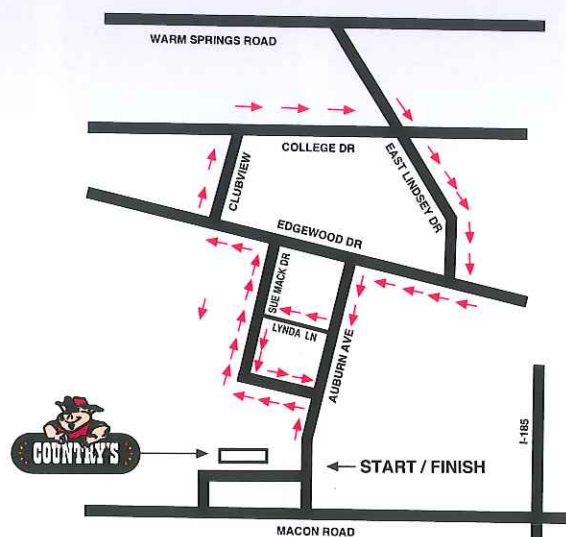 WARM SPRINGS ROAD
COLLEGE DR
CLUBVIEW
EAST LINDSEY DR
EDGEWOOD DR
SUE MACK DR
LYNDA LN
AUBURN AVE
COUNTRY'S
START / FINISH
I-185
MACON ROAD